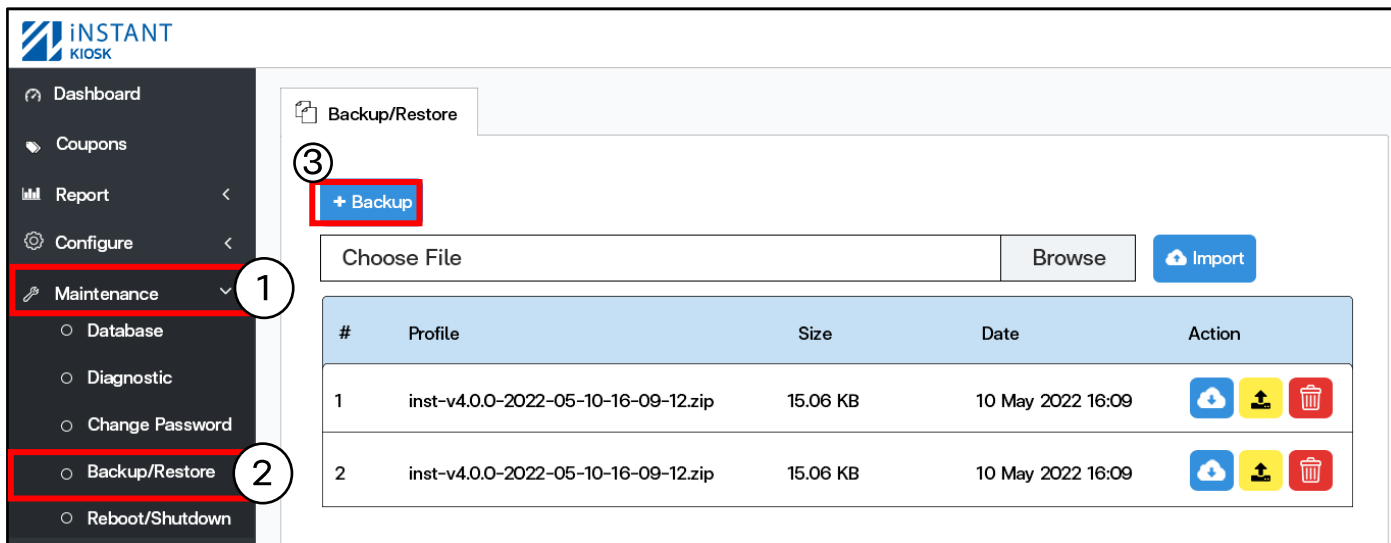 iNSTANT
KIOSK
Dashboard
Coupons
Report
Configure
Maintenance
1
Database
Diagnostic
Change Password
Backup/Restore
2
Reboot/Shutdown
Backup/Restore
3
+ Backup
Choose File Browse Import
# Profile Size Date Action
1 inst-v4.0.0-2022-05-10-16-09-12.zip 15.06 KB 10 May 2022 16:09
2 inst-v4.0.0-2022-05-10-16-09-12.zip 15.06 KB 10 May 2022 16:09